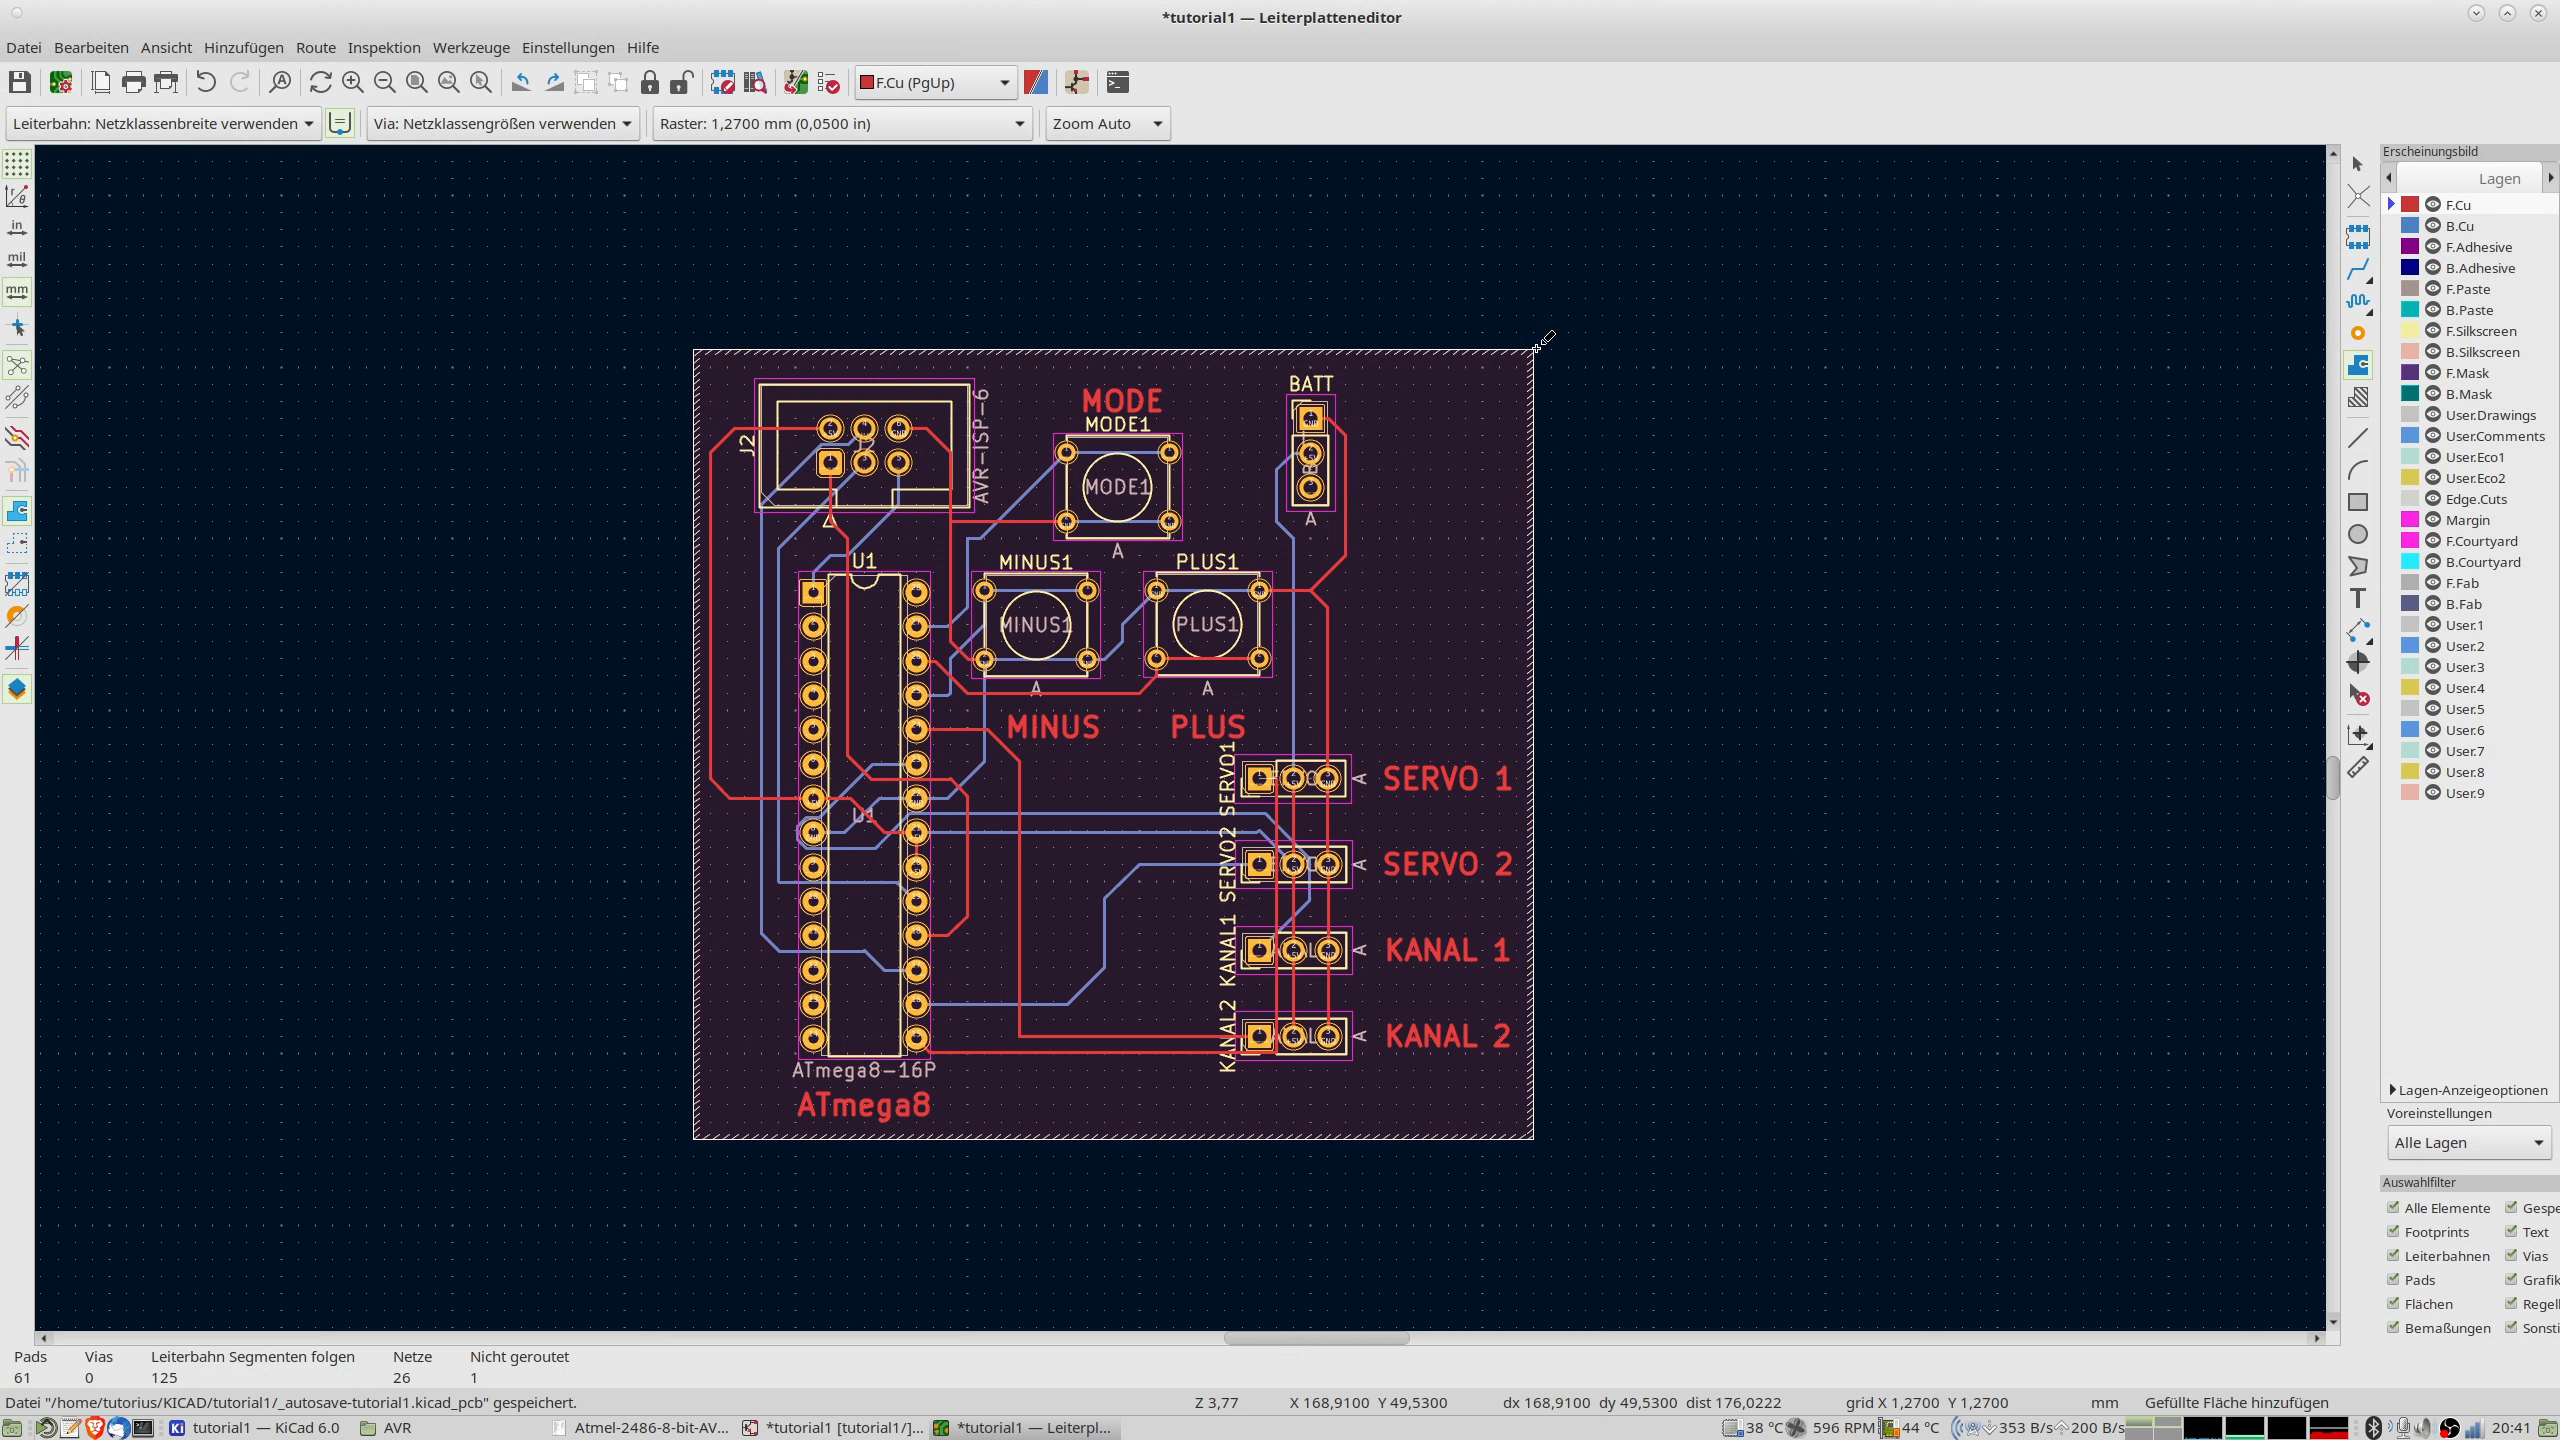 *tutorial1 — Leiterplatteneditor
Datei Bearbeiten Ansicht Hinzufügen Route Inspektion Werkzeuge Einstellungen Hilfe
F.Cu (PgUp)
Leiterbahn: Netzklassenbreite verwenden
Via: Netzklassengrößen verwenden
Raster: 1,2700 mm (0,0500 in)
Zoom Auto
in
mil
mm
J2
AVR-ISP-6
MODE
MODE1
MODE1
A
BATT
A
U1
MINUS1
MINUS1
A
PLUS1
PLUS1
A
MINUS
PLUS
U1
SERVO1
A
SERVO 1
SERVO2
A
SERVO 2
KANAL1
A
KANAL 1
KANAL2
A
KANAL 2
ATmega8-16P
ATmega8
Erscheinungsbild
Lagen
F.Cu
B.Cu
F.Adhesive
B.Adhesive
F.Paste
B.Paste
F.Silkscreen
B.Silkscreen
F.Mask
B.Mask
User.Drawings
User.Comments
User.Eco1
User.Eco2
Edge.Cuts
Margin
F.Courtyard
B.Courtyard
F.Fab
B.Fab
User.1
User.2
User.3
User.4
User.5
User.6
User.7
User.8
User.9
Lagen-Anzeigeoptionen
Voreinstellungen
Alle Lagen
Auswahlfilter
Alle Elemente Gespe
Footprints Text
Leiterbahnen Vias
Pads Grafik
Flächen Regell
Bemaßungen Sonsti
Pads Vias Leiterbahn Segmenten folgen Netze Nicht geroutet
61 0 125 26 1
Datei "/home/tutorius/KICAD/tutorial1/_autosave-tutorial1.kicad_pcb" gespeichert. Z 3,77 X 168,9100 Y 49,5300 dx 168,9100 dy 49,5300 dist 176,0222 grid X 1,2700 Y 1,2700 mm Gefüllte Fläche hinzufügen
tutorial1 — KiCad 6.0 AVR Atmel-2486-8-bit-AV... *tutorial1 [tutorial1/]... *tutorial1 — Leiterpl... 38 °C 596 RPM 44 °C 353 B/s 200 B/s 20:41